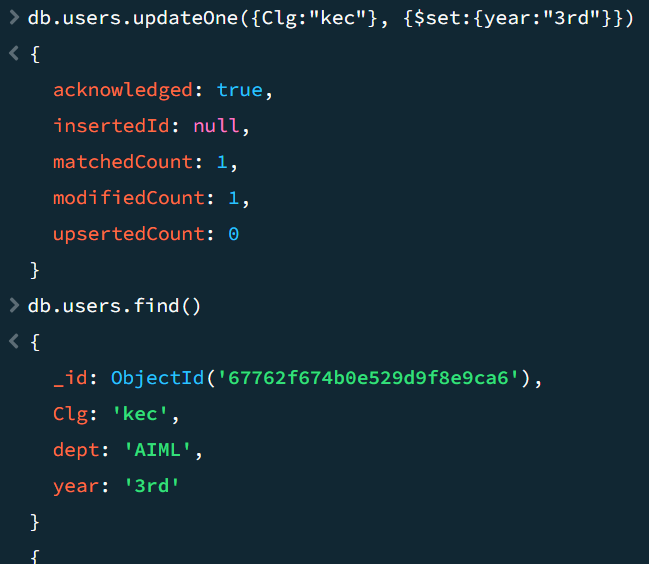 > db.users.updateOne({Clg:"kec"}, {$set:{year:"3rd"}})
< {
acknowledged: true,
insertedId: null,
matchedCount: 1,
modifiedCount: 1,
upsertedCount: 0
}
> db.users.find()
< {
_id: ObjectId('67762f674b0e529d9f8e9ca6'),
Clg: 'kec',
dept: 'AIML',
year: '3rd'
}
{